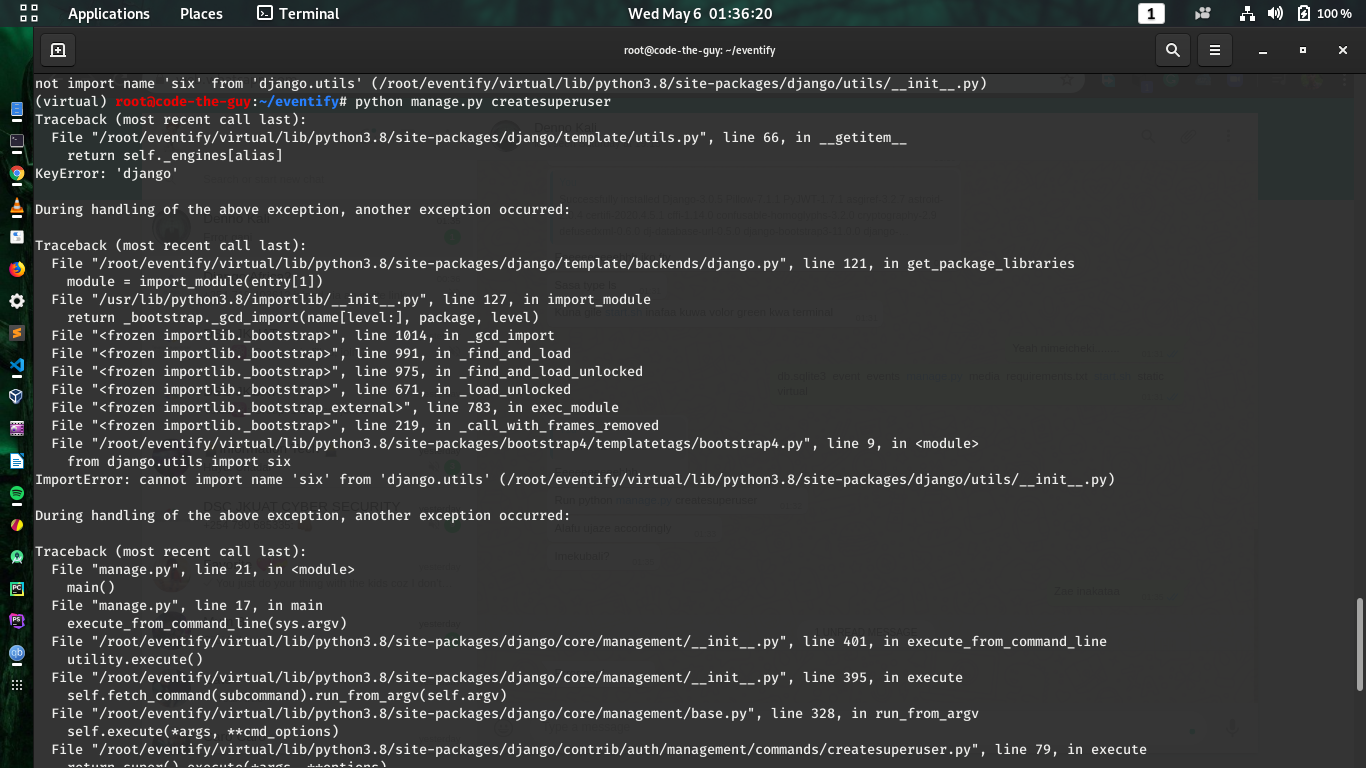 Applications Places Terminal Wed May 6 01:36:20 1 100 %
root@code-the-guy: ~/eventify
not import name 'six' from 'django.utils' (/root/eventify/virtual/lib/python3.8/site-packages/django/utils/__init__.py)
(virtual) root@code-the-guy:~/eventify# python manage.py createsuperuser
Traceback (most recent call last):
  File "/root/eventify/virtual/lib/python3.8/site-packages/django/template/utils.py", line 66, in __getitem__
    return self._engines[alias]
KeyError: 'django'
During handling of the above exception, another exception occurred:
Traceback (most recent call last):
  File "/root/eventify/virtual/lib/python3.8/site-packages/django/template/backends/django.py", line 121, in get_package_libraries
    module = import_module(entry[1])
  File "/usr/lib/python3.8/importlib/__init__.py", line 127, in import_module
    return _bootstrap._gcd_import(name[level:], package, level)
  File "<frozen importlib._bootstrap>", line 1014, in _gcd_import
  File "<frozen importlib._bootstrap>", line 991, in _find_and_load
  File "<frozen importlib._bootstrap>", line 975, in _find_and_load_unlocked
  File "<frozen importlib._bootstrap>", line 671, in _load_unlocked
  File "<frozen importlib._bootstrap_external>", line 783, in exec_module
  File "<frozen importlib._bootstrap>", line 219, in _call_with_frames_removed
  File "/root/eventify/virtual/lib/python3.8/site-packages/bootstrap4/templatetags/bootstrap4.py", line 9, in <module>
    from django.utils import six
ImportError: cannot import name 'six' from 'django.utils' (/root/eventify/virtual/lib/python3.8/site-packages/django/utils/__init__.py)
During handling of the above exception, another exception occurred:
Traceback (most recent call last):
  File "manage.py", line 21, in <module>
    main()
  File "manage.py", line 17, in main
    execute_from_command_line(sys.argv)
  File "/root/eventify/virtual/lib/python3.8/site-packages/django/core/management/__init__.py", line 401, in execute_from_command_line
    utility.execute()
  File "/root/eventify/virtual/lib/python3.8/site-packages/django/core/management/__init__.py", line 395, in execute
    self.fetch_command(subcommand).run_from_argv(self.argv)
  File "/root/eventify/virtual/lib/python3.8/site-packages/django/core/management/base.py", line 328, in run_from_argv
    self.execute(*args, **cmd_options)
  File "/root/eventify/virtual/lib/python3.8/site-packages/django/contrib/auth/management/commands/createsuperuser.py", line 79, in execute
    return super().execute(*args, **options)